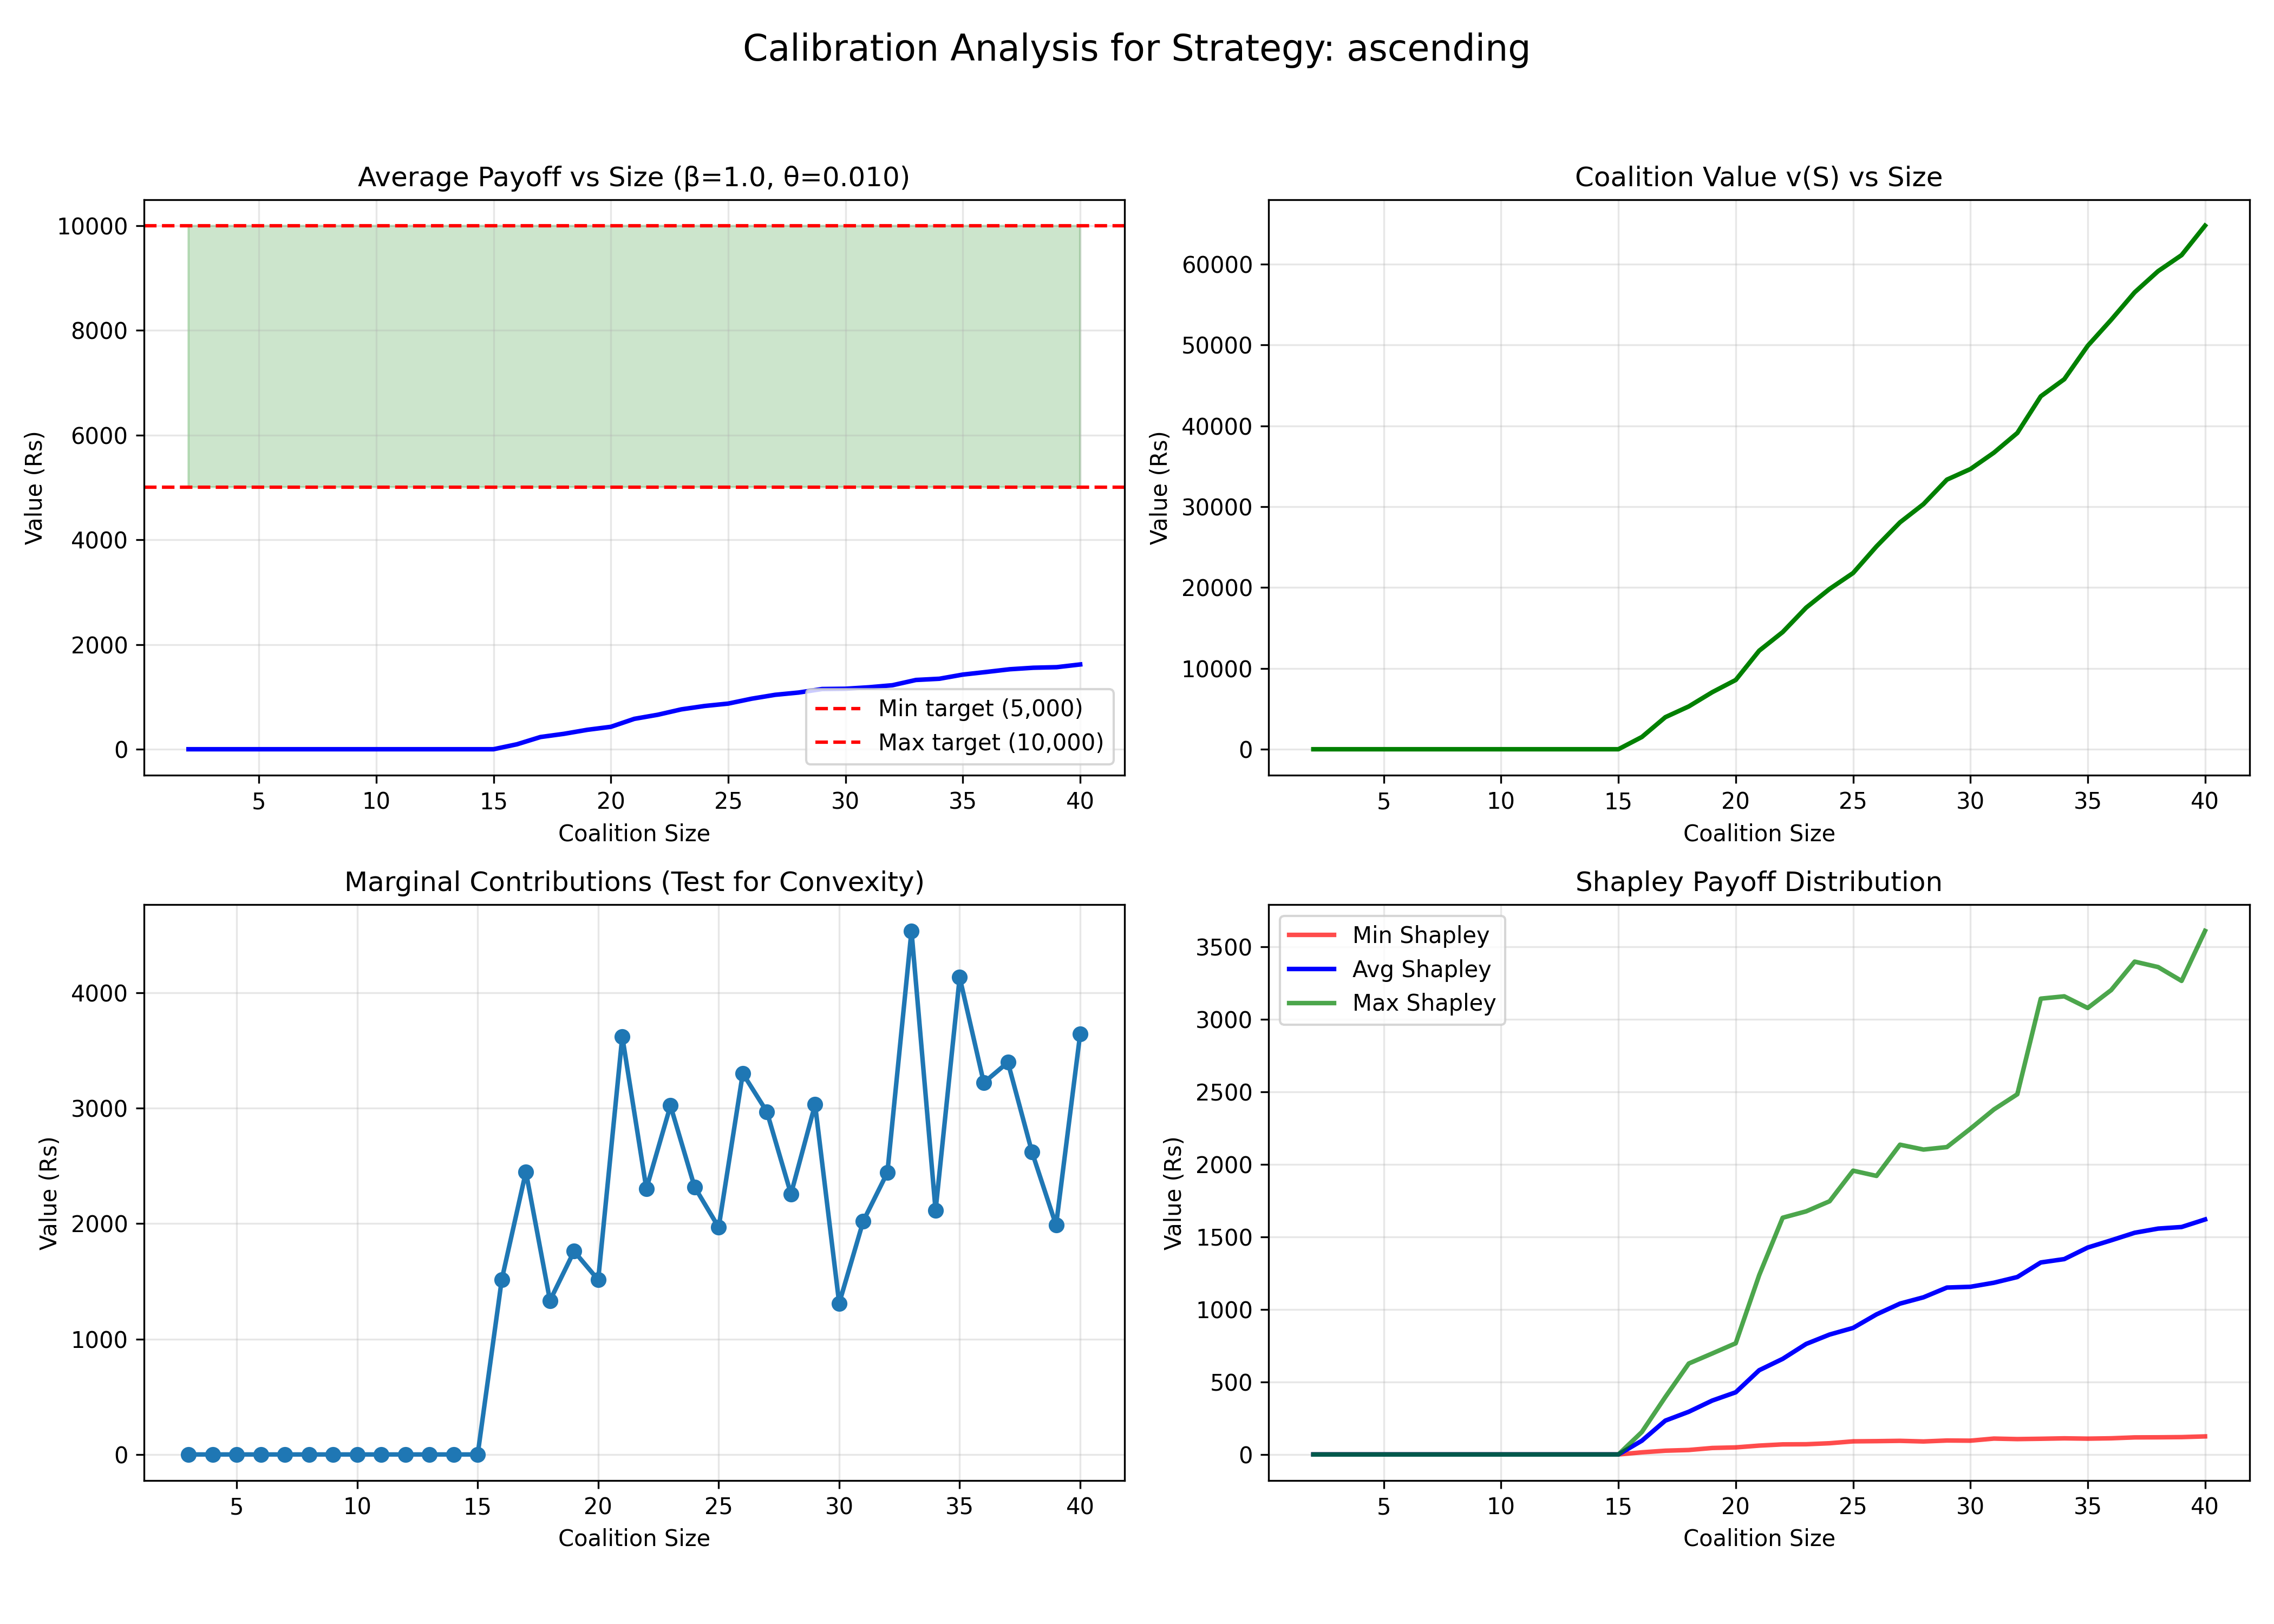 Calibration Analysis for Strategy: ascending
Average Payoff vs Size (β=1.0, θ=0.010)
Value (Rs)
10000
8000
6000
4000
2000
0
5 10 15 20 25 30 35 40
Coalition Size
Min target (5,000)
Max target (10,000)
Coalition Value v(S) vs Size
Value (Rs)
60000
50000
40000
30000
20000
10000
0
5 10 15 20 25 30 35 40
Coalition Size
Marginal Contributions (Test for Convexity)
Value (Rs)
4000
3000
2000
1000
0
5 10 15 20 25 30 35 40
Coalition Size
Shapley Payoff Distribution
Value (Rs)
3500
3000
2500
2000
1500
1000
500
0
Min Shapley
Avg Shapley
Max Shapley
5 10 15 20 25 30 35 40
Coalition Size